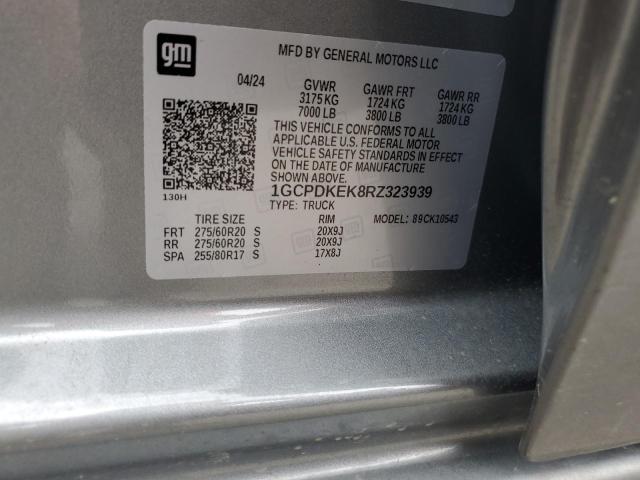 gm
MFD BY GENERAL MOTORS LLC
04/24 GVWR GAWR FRT GAWR RR
3175 KG 1724 KG 1724 KG
7000 LB 3800 LB 3800 LB
THIS VEHICLE CONFORMS TO ALL
APPLICABLE U.S. FEDERAL MOTOR
VEHICLE SAFETY STANDARDS IN EFFECT
ON THE DATE OF MANUFACTURE
SHOWN ABOVE.
130H
1GCPDKEK8RZ323939
TYPE: TRUCK MODEL: 89CK10543
TIRE SIZE RIM
FRT 275/60R20 S 20X9J
RR 275/60R20 S 20X9J
SPA 255/80R17 S 17X8J